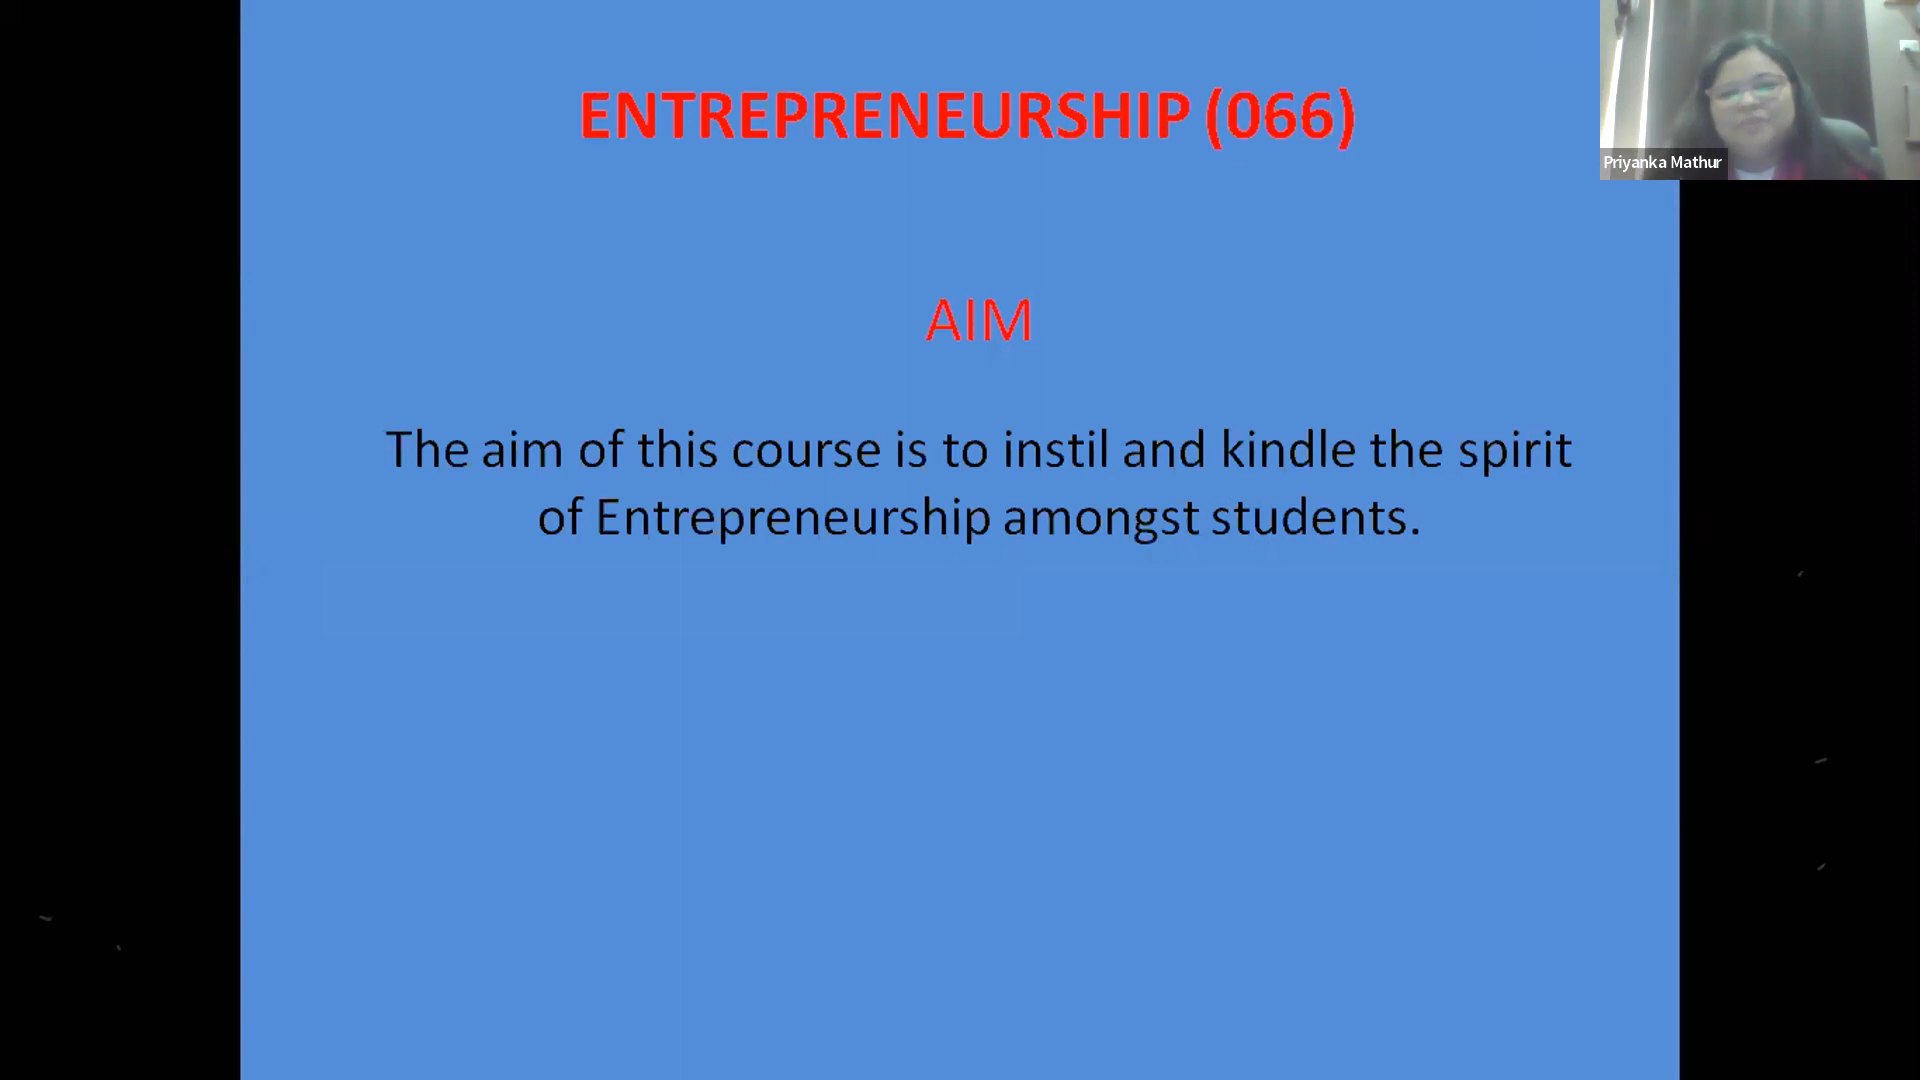 ENTREPRENEURSHIP (066)
Priyanka Mathur
AIM
The aim of this course is to instil and kindle the spirit
of Entrepreneurship amongst students.